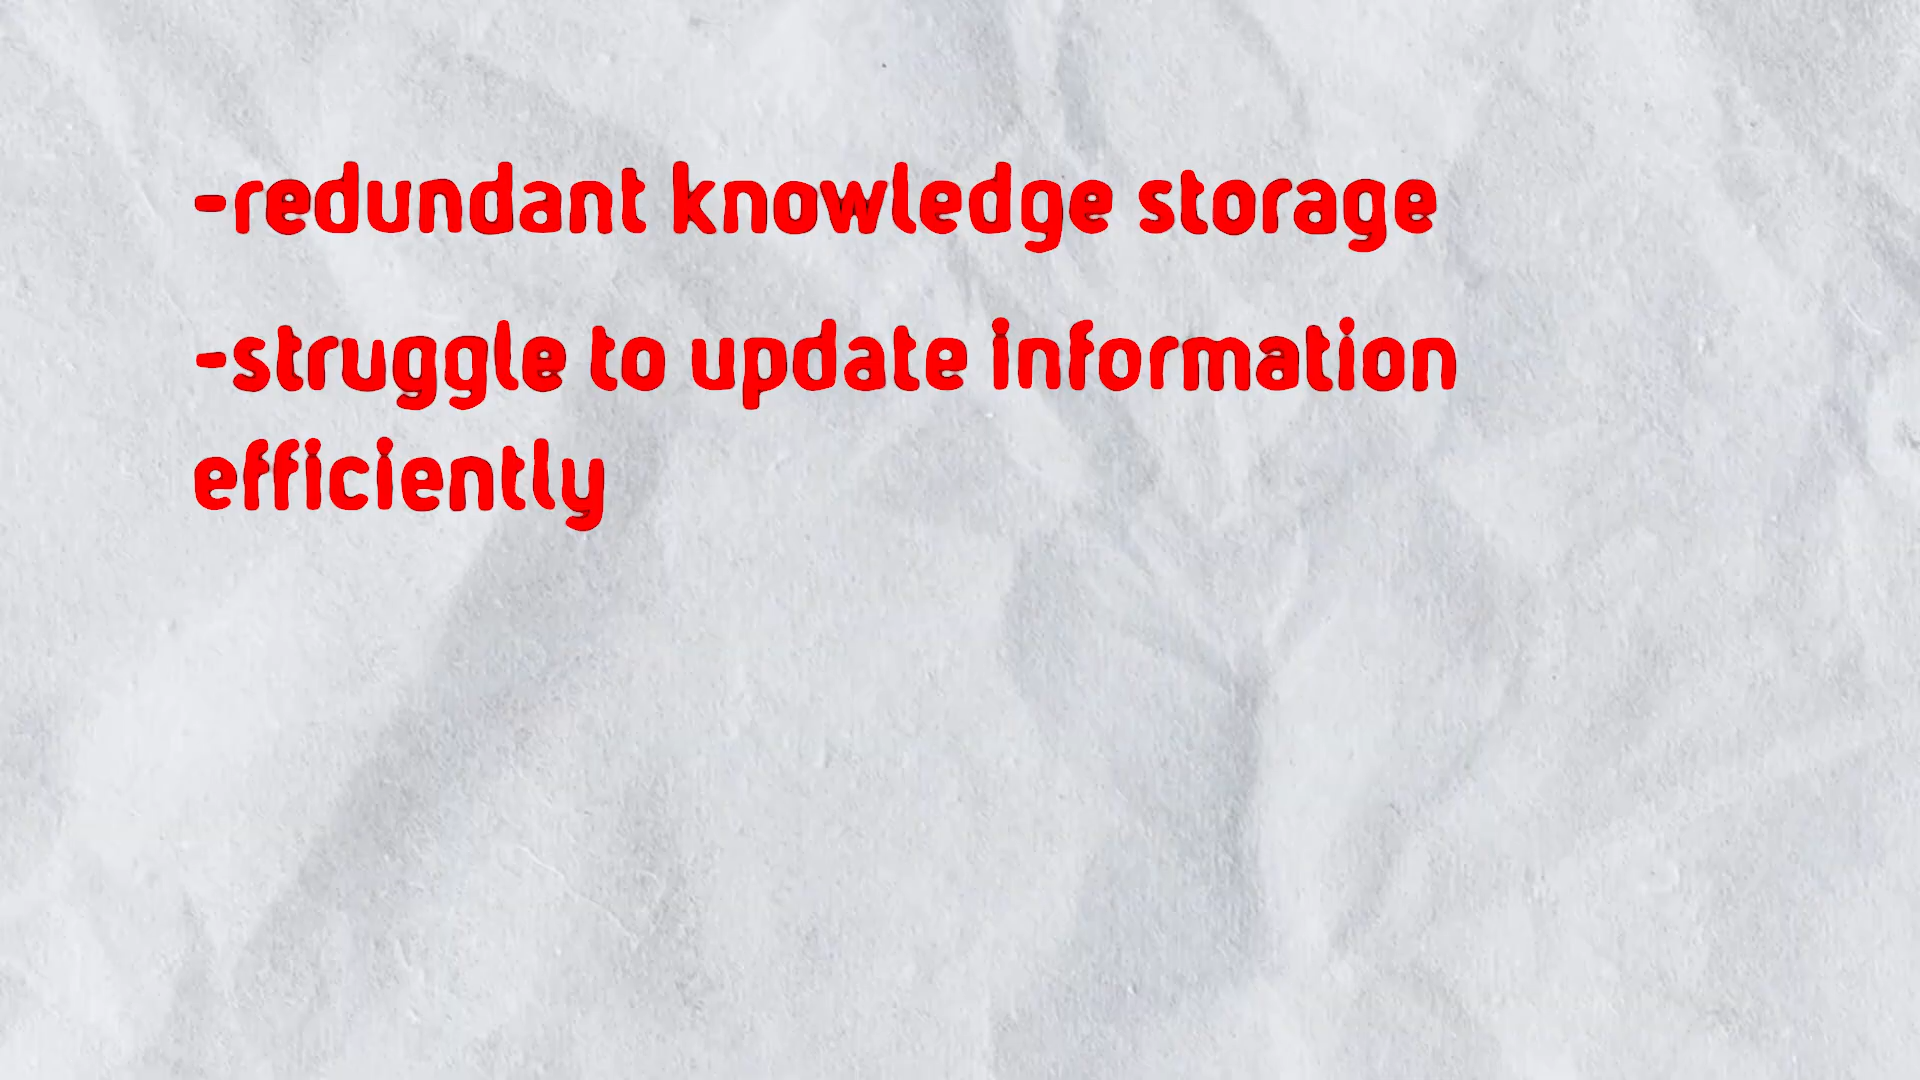 -redundant knowledge storage
-struggle to update information
efficiently